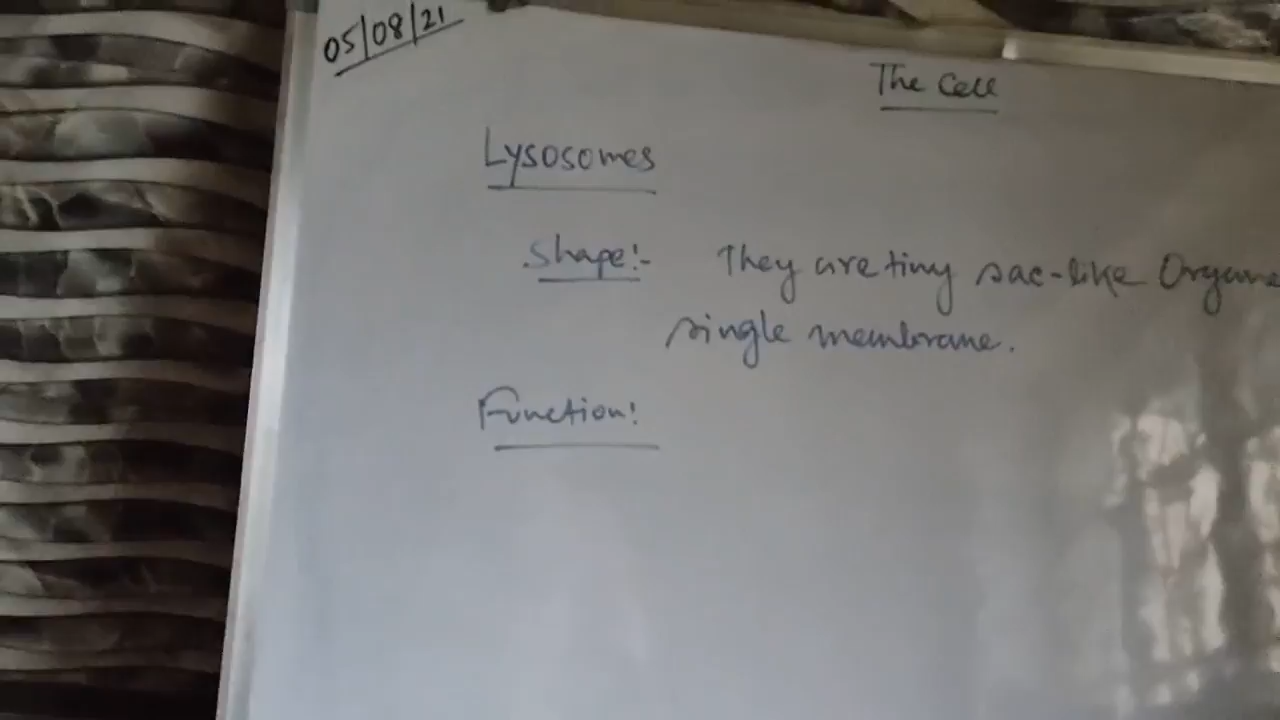 05/08/21
The Cell
Lysosomes
Shape:- They are tiny sac-like
single membrane.
Function: